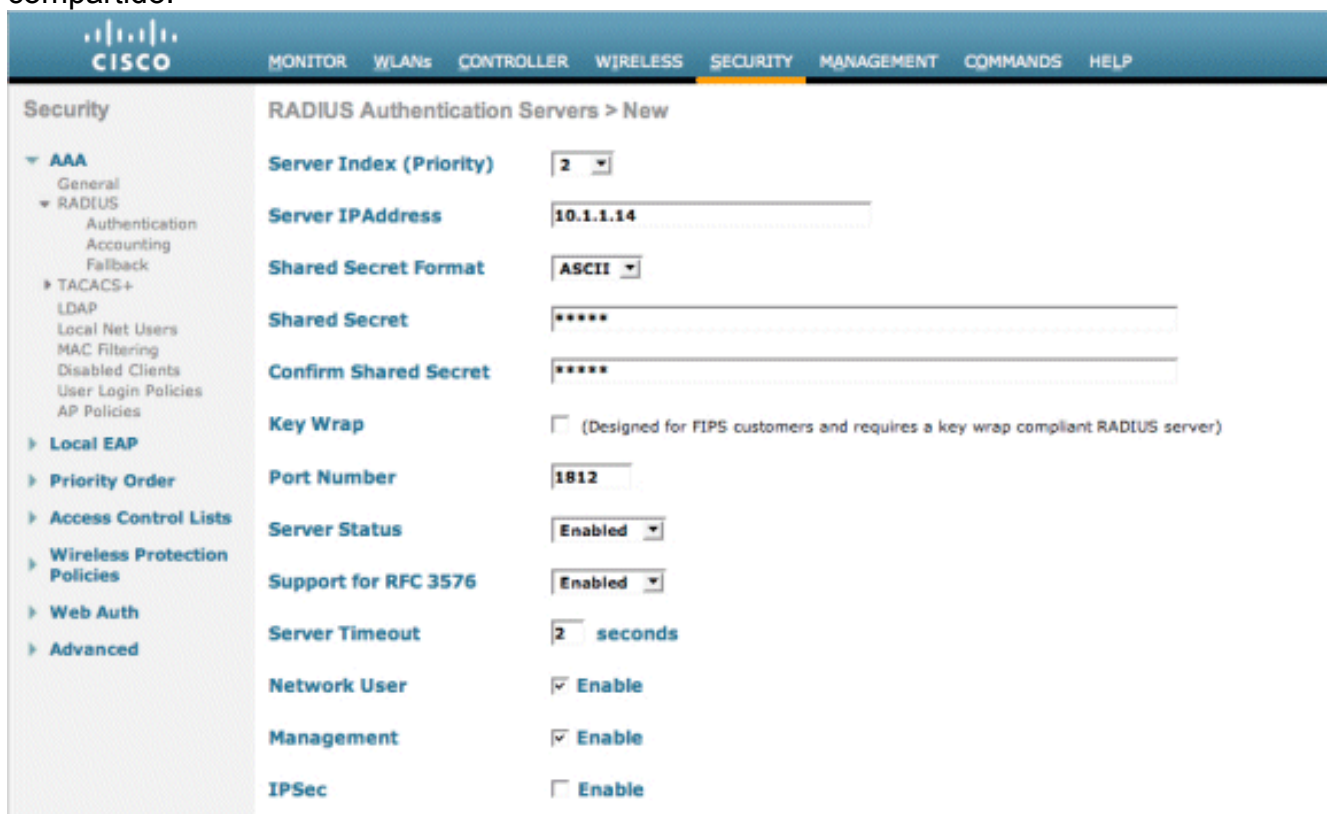 compartido.
CISCO
MONITOR WLANs CONTROLLER WIRELESS SECURITY MANAGEMENT COMMANDS HELP
Security
AAA
General
RADIUS
Authentication
Accounting
Fallback
TACACS+
LDAP
Local Net Users
MAC Filtering
Disabled Clients
User Login Policies
AP Policies
Local EAP
Priority Order
Access Control Lists
Wireless Protection
Policies
Web Auth
Advanced
RADIUS Authentication Servers > New
Server Index (Priority) 2
Server IPAddress 10.1.1.14
Shared Secret Format ASCII
Shared Secret *****
Confirm Shared Secret *****
Key Wrap (Designed for FIPS customers and requires a key wrap compliant RADIUS server)
Port Number 1812
Server Status Enabled
Support for RFC 3576 Enabled
Server Timeout 2 seconds
Network User Enable
Management Enable
IPSec Enable